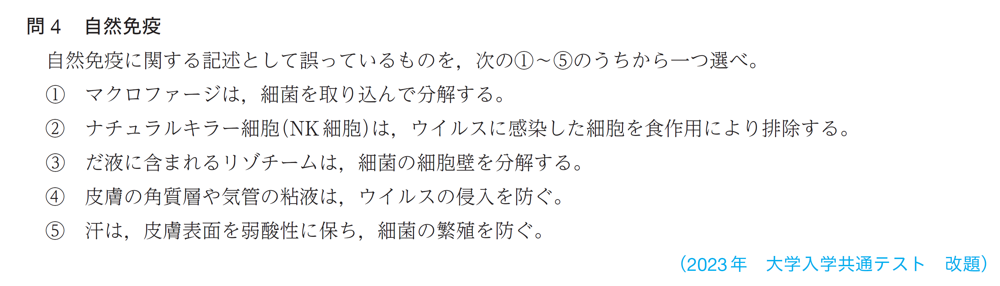 問4　自然免疫
自然免疫に関する記述として誤っているものを，次の①～⑤のうちから一つ選べ。
①　マクロファージは，細菌を取り込んで分解する。
②　ナチュラルキラー細胞(NK細胞)は，ウイルスに感染した細胞を食作用により排除する。
③　だ液に含まれるリゾチームは，細菌の細胞壁を分解する。
④　皮膚の角質層や気管の粘液は，ウイルスの侵入を防ぐ。
⑤　汗は，皮膚表面を弱酸性に保ち，細菌の繁殖を防ぐ。
（2023年　大学入学共通テスト　改題）